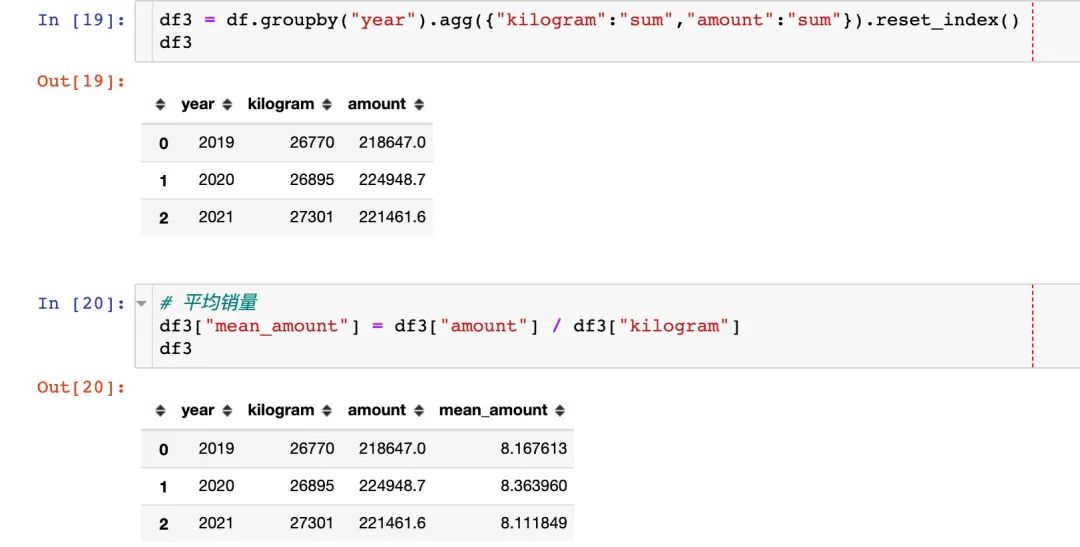 In [19]: df3 = df.groupby("year").agg({"kilogram":"sum","amount":"sum"}).reset_index()
df3
Out[19]:
year kilogram amount
0 2019 26770 218647.0
1 2020 26895 224948.7
2 2021 27301 221461.6
In [20]: # 平均销量
df3["mean_amount"] = df3["amount"] / df3["kilogram"]
df3
Out[20]:
year kilogram amount mean_amount
0 2019 26770 218647.0 8.167613
1 2020 26895 224948.7 8.363960
2 2021 27301 221461.6 8.111849